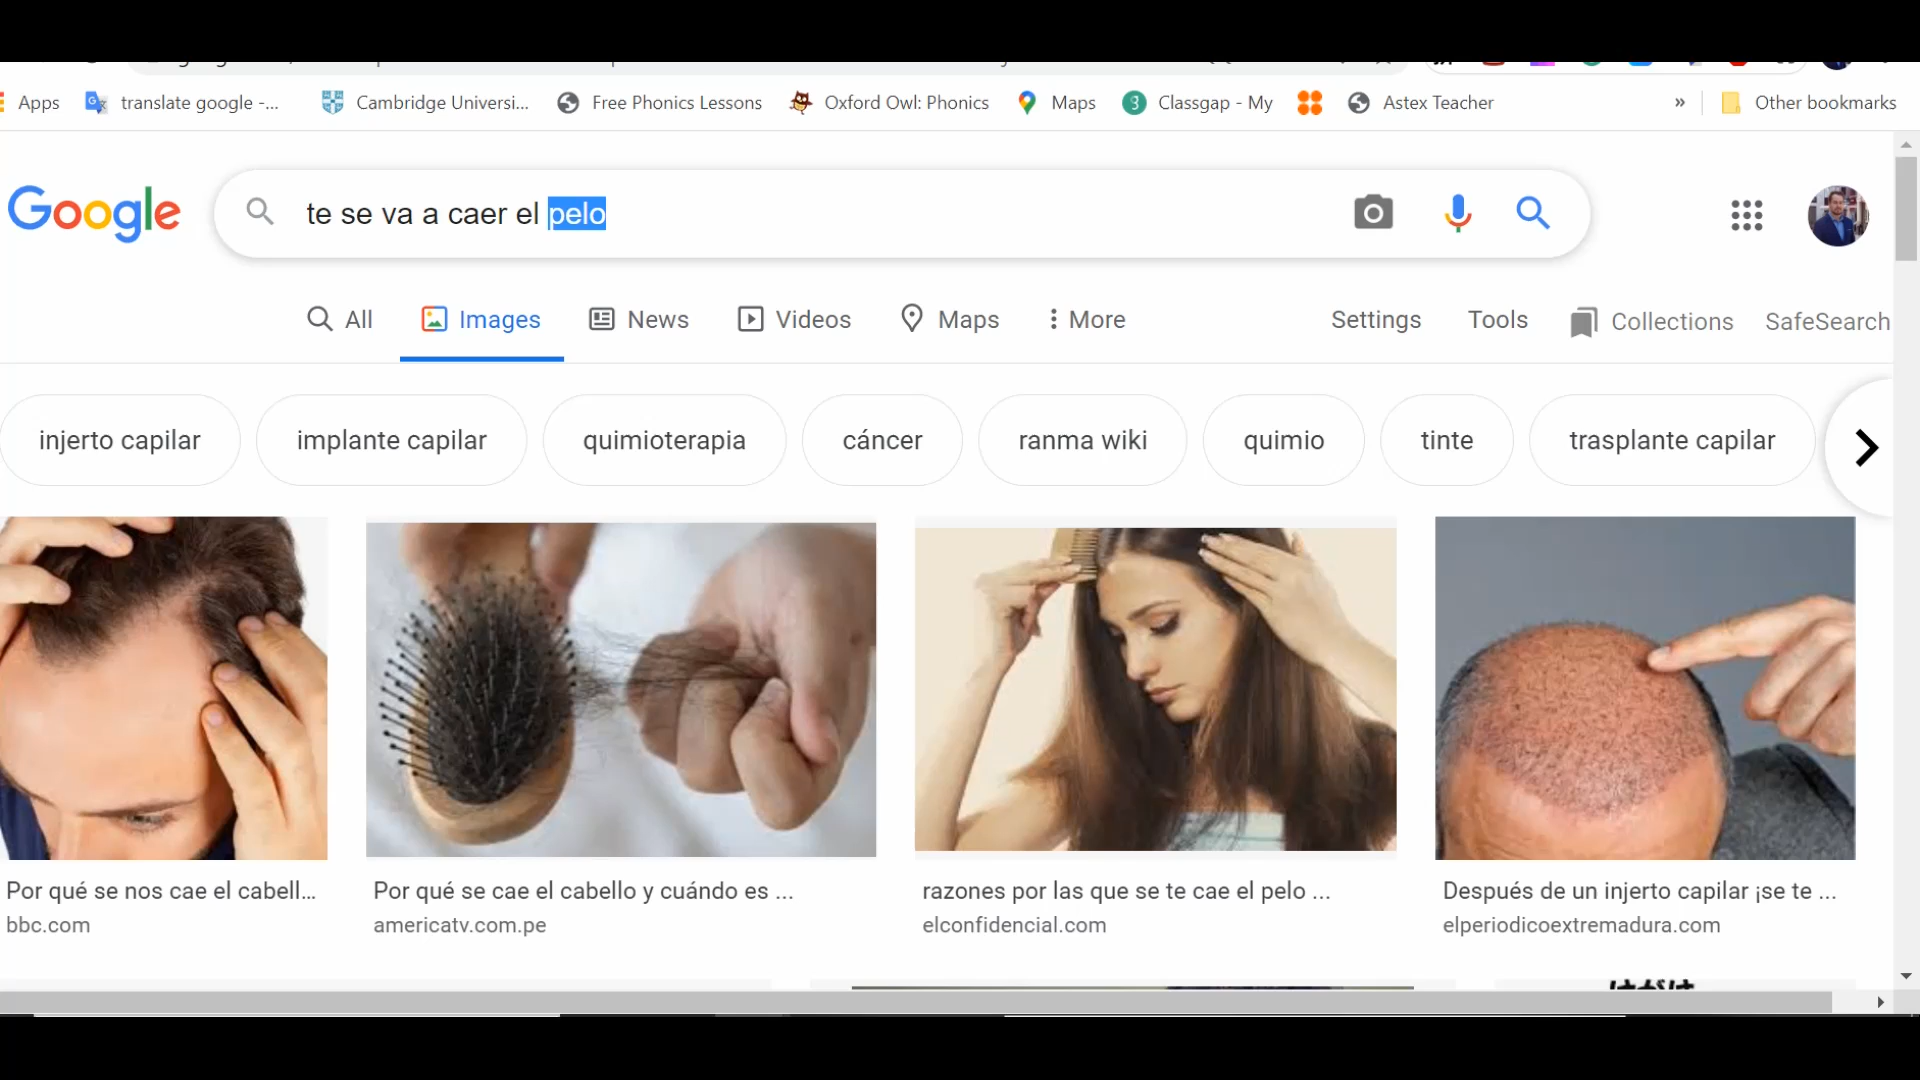 Apps translate google -... Cambridge Universi... Free Phonics Lessons Oxford Owl: Phonics Maps Classgap - My Astex Teacher » Other bookmarks
Google te se va a caer el pelo
All Images News Videos Maps More Settings Tools Collections SafeSearch
injerto capilar implante capilar quimioterapia cáncer ranma wiki quimio tinte trasplante capilar
Por qué se nos cae el cabell... Por qué se cae el cabello y cuándo es ... razones por las que se te cae el pelo ... Después de un injerto capilar ¡se te ...
bbc.com americatv.com.pe elconfidencial.com elperiodicoextremadura.com